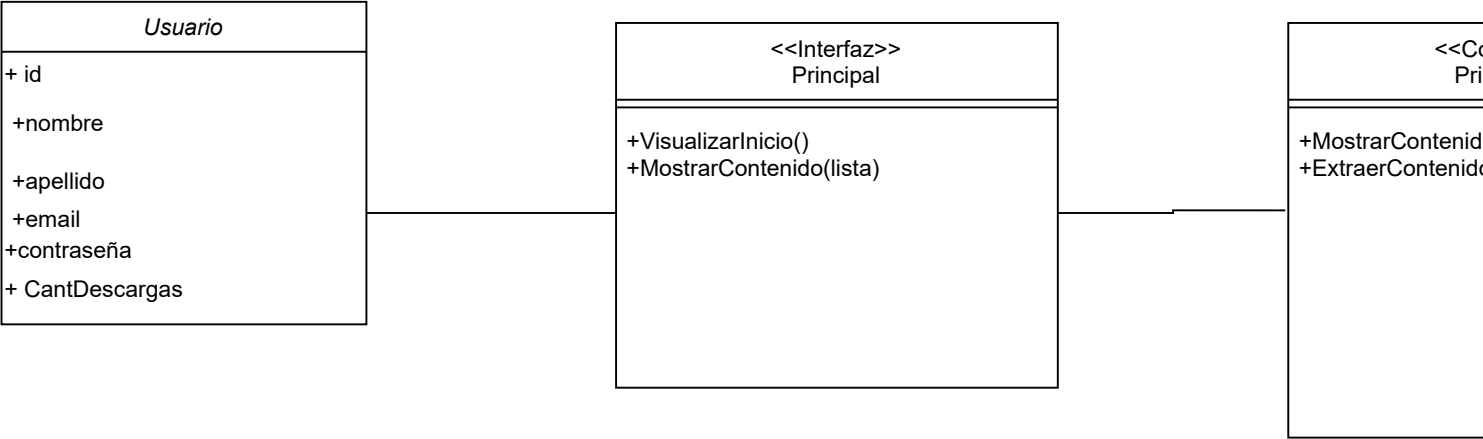 Usuario
+ id
+nombre
+apellido
+email
+contraseña
+ CantDescargas
<<Interfaz>>
Principal
+VisualizarInicio()
+MostrarContenido(lista)